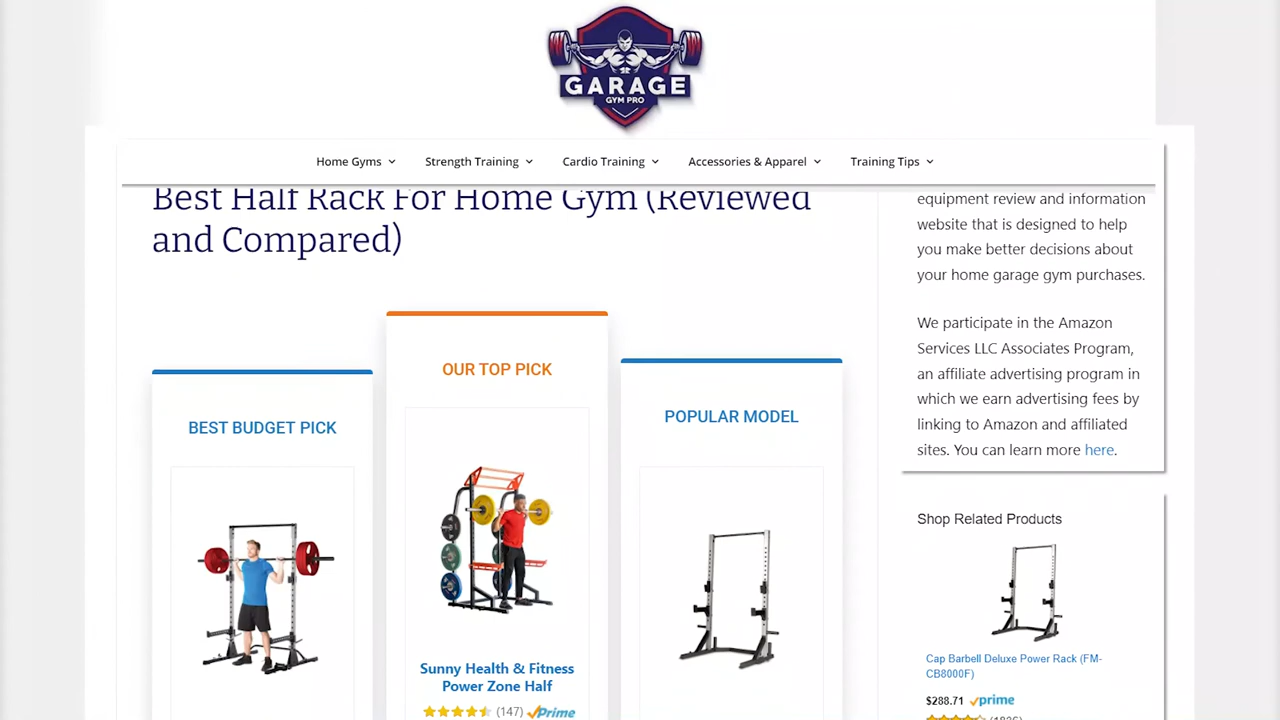 GARAGE
GYM PRO
Home Gyms
Strength Training
Cardio Training
Accessories & Apparel
Training Tips
Best Half Rack For Home Gym (Reviewed
and Compared)
BEST BUDGET PICK
OUR TOP PICK
Sunny Health & Fitness
Power Zone Half
(147) Prime
POPULAR MODEL
equipment review and information
website that is designed to help
you make better decisions about
your home garage gym purchases.
We participate in the Amazon
Services LLC Associates Program,
an affiliate advertising program in
which we earn advertising fees by
linking to Amazon and affiliated
sites. You can learn more here.
Shop Related Products
Cap Barbell Deluxe Power Rack (FM-
CB8000F)
$288.71 prime